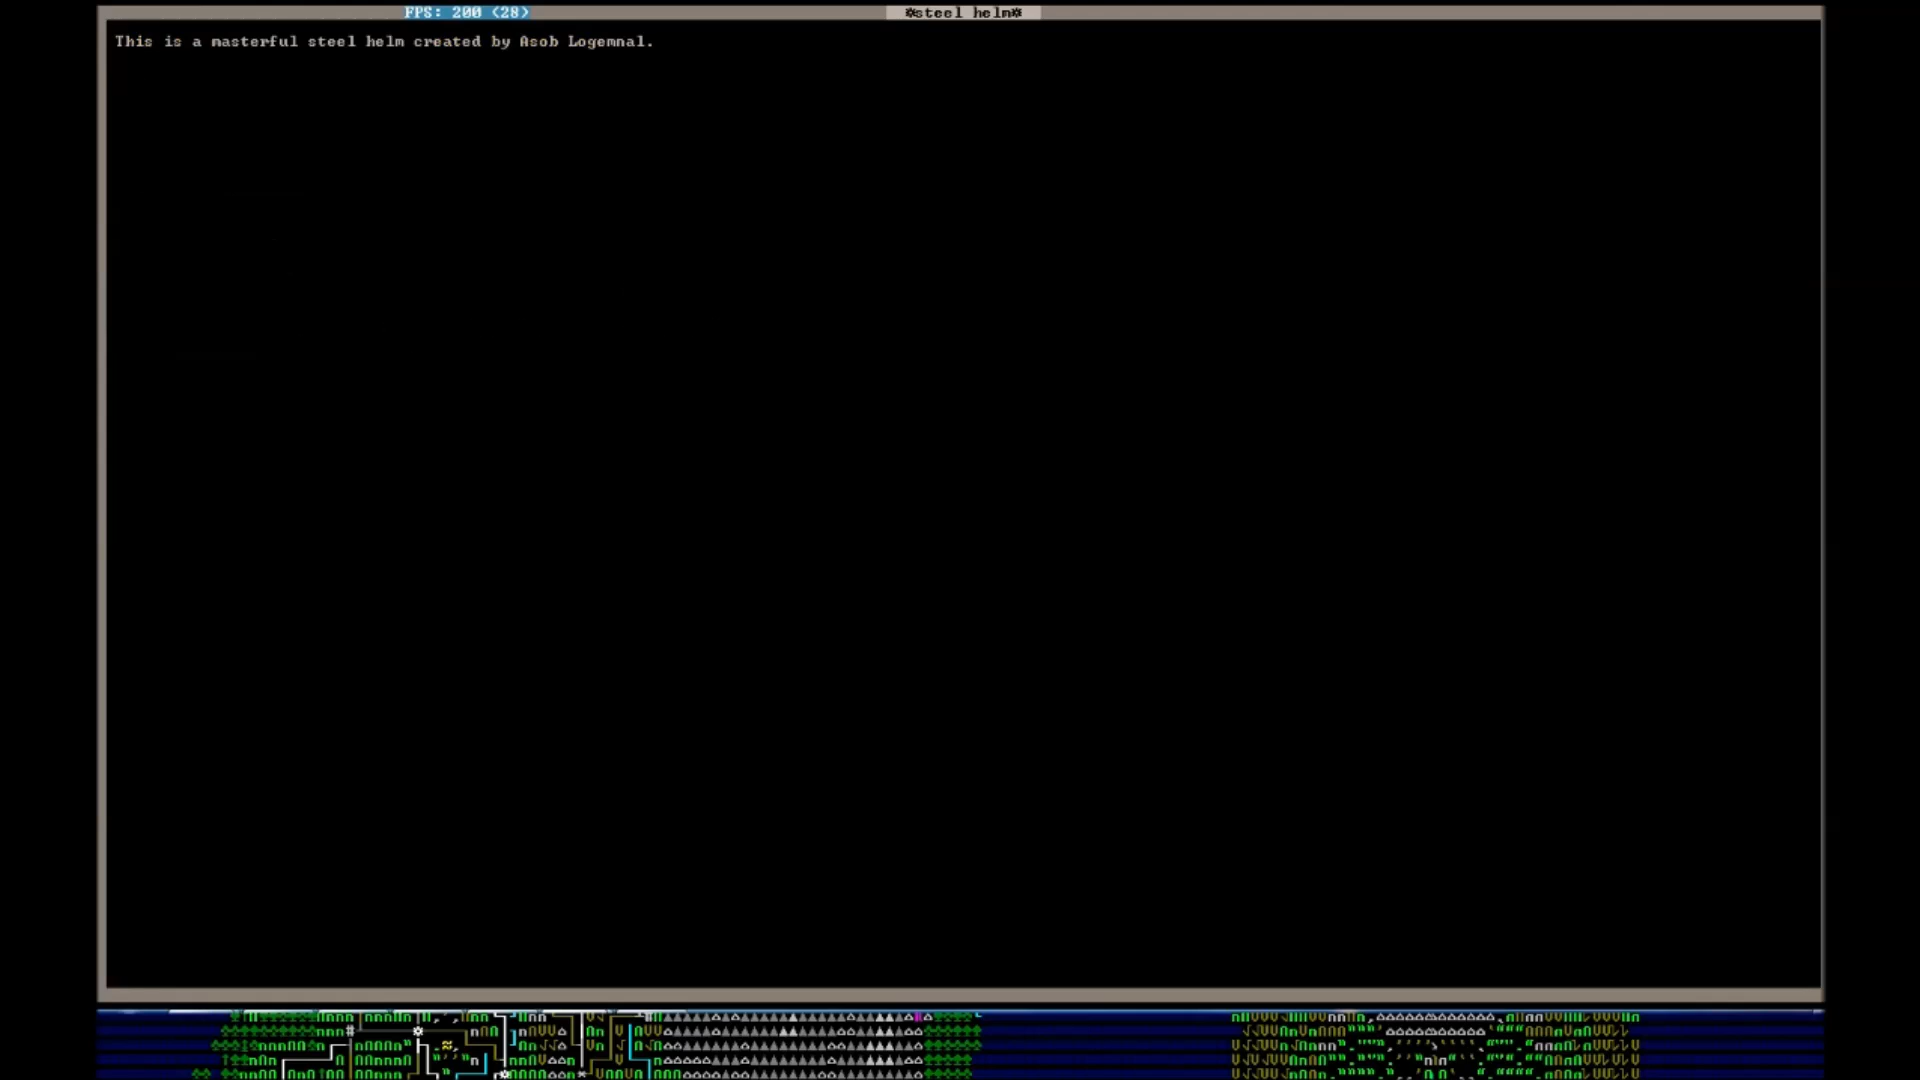 FPS: 200 (28)
☼steel helm☼
This is a masterful steel helm created by Asob Logemnal.